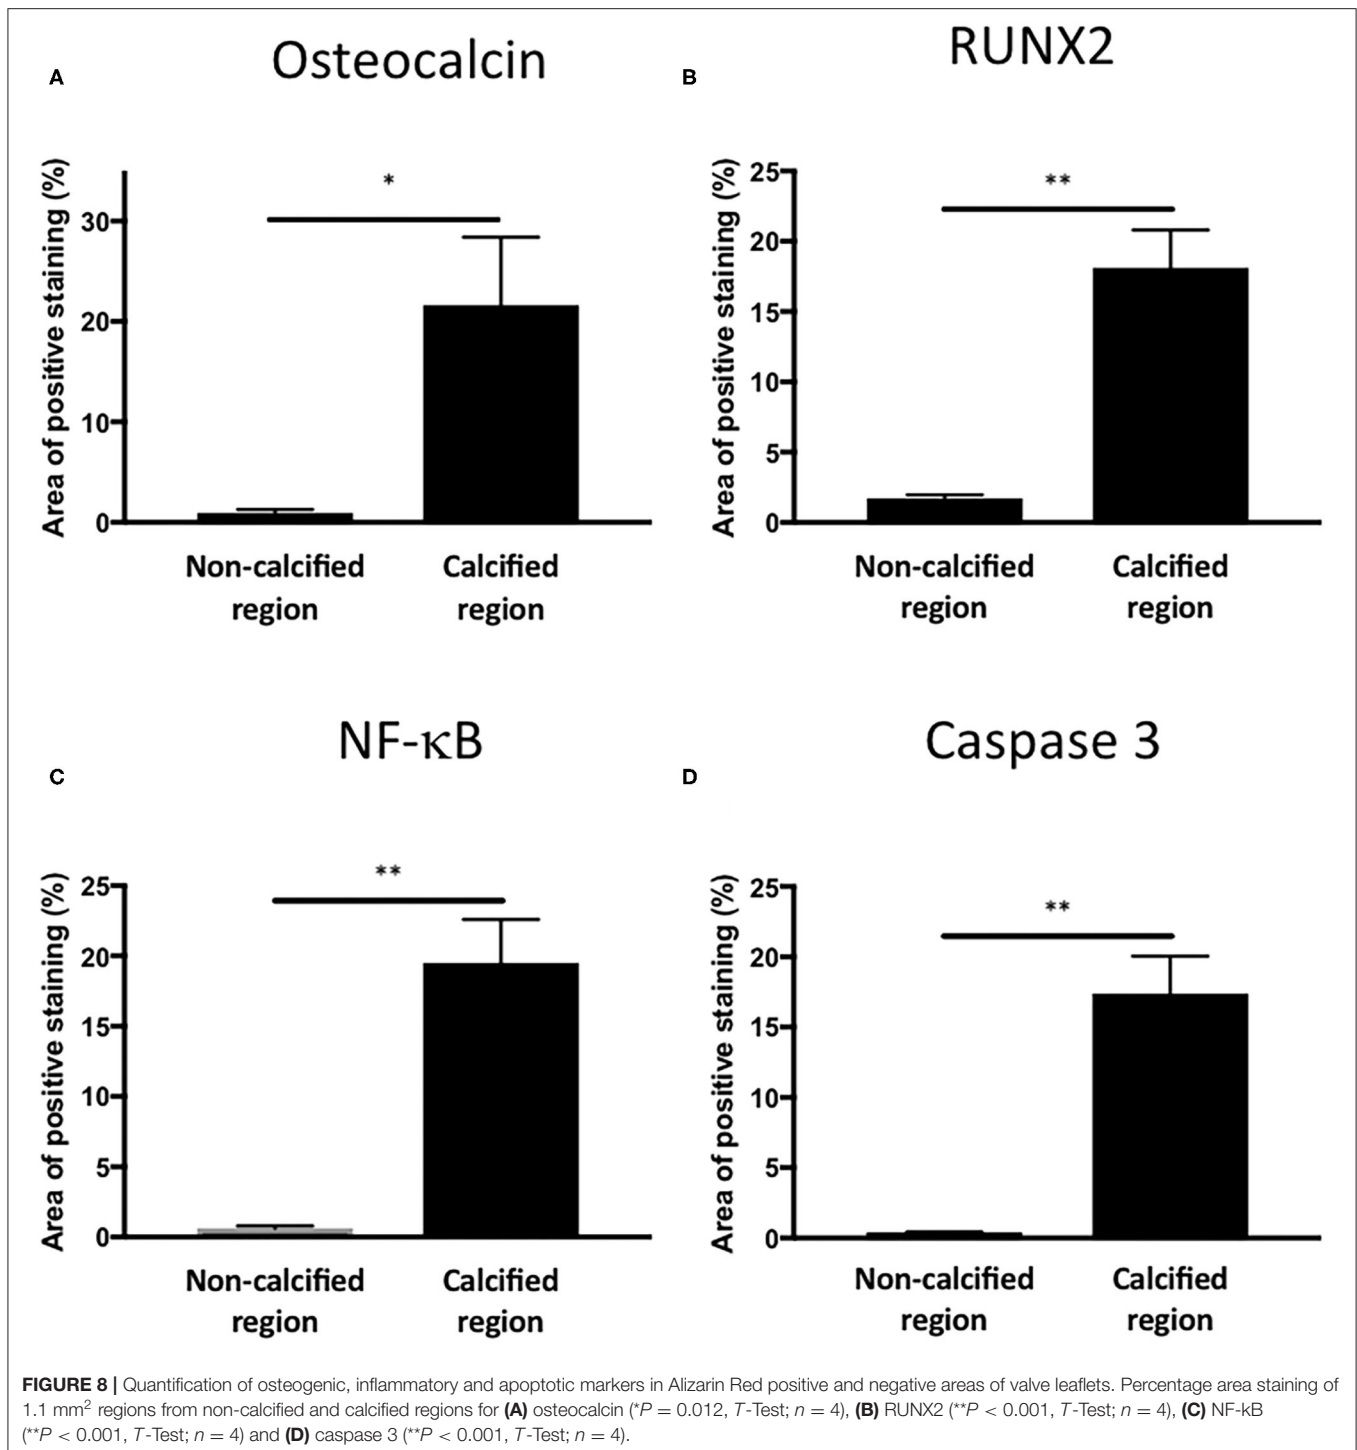 Osteocalcin
A
Area of positive staining (%)
30
20
10
0
*
Non-calcified
region
Calcified
region
RUNX2
B
Area of positive staining (%)
25
20
15
10
5
0
**
Non-calcified
region
Calcified
region
NF-κB
C
Area of positive staining (%)
25
20
15
10
5
0
**
Non-calcified
region
Calcified
region
Caspase 3
D
Area of positive staining (%)
25
20
15
10
5
0
**
Non-calcified
region
Calcified
region
FIGURE 8 | Quantification of osteogenic, inflammatory and apoptotic markers in Alizarin Red positive and negative areas of valve leaflets. Percentage area staining of
1.1 mm² regions from non-calcified and calcified regions for (A) osteocalcin (*P = 0.012, T-Test; n = 4), (B) RUNX2 (**P < 0.001, T-Test; n = 4), (C) NF-kB
(**P < 0.001, T-Test; n = 4) and (D) caspase 3 (**P < 0.001, T-Test; n = 4).